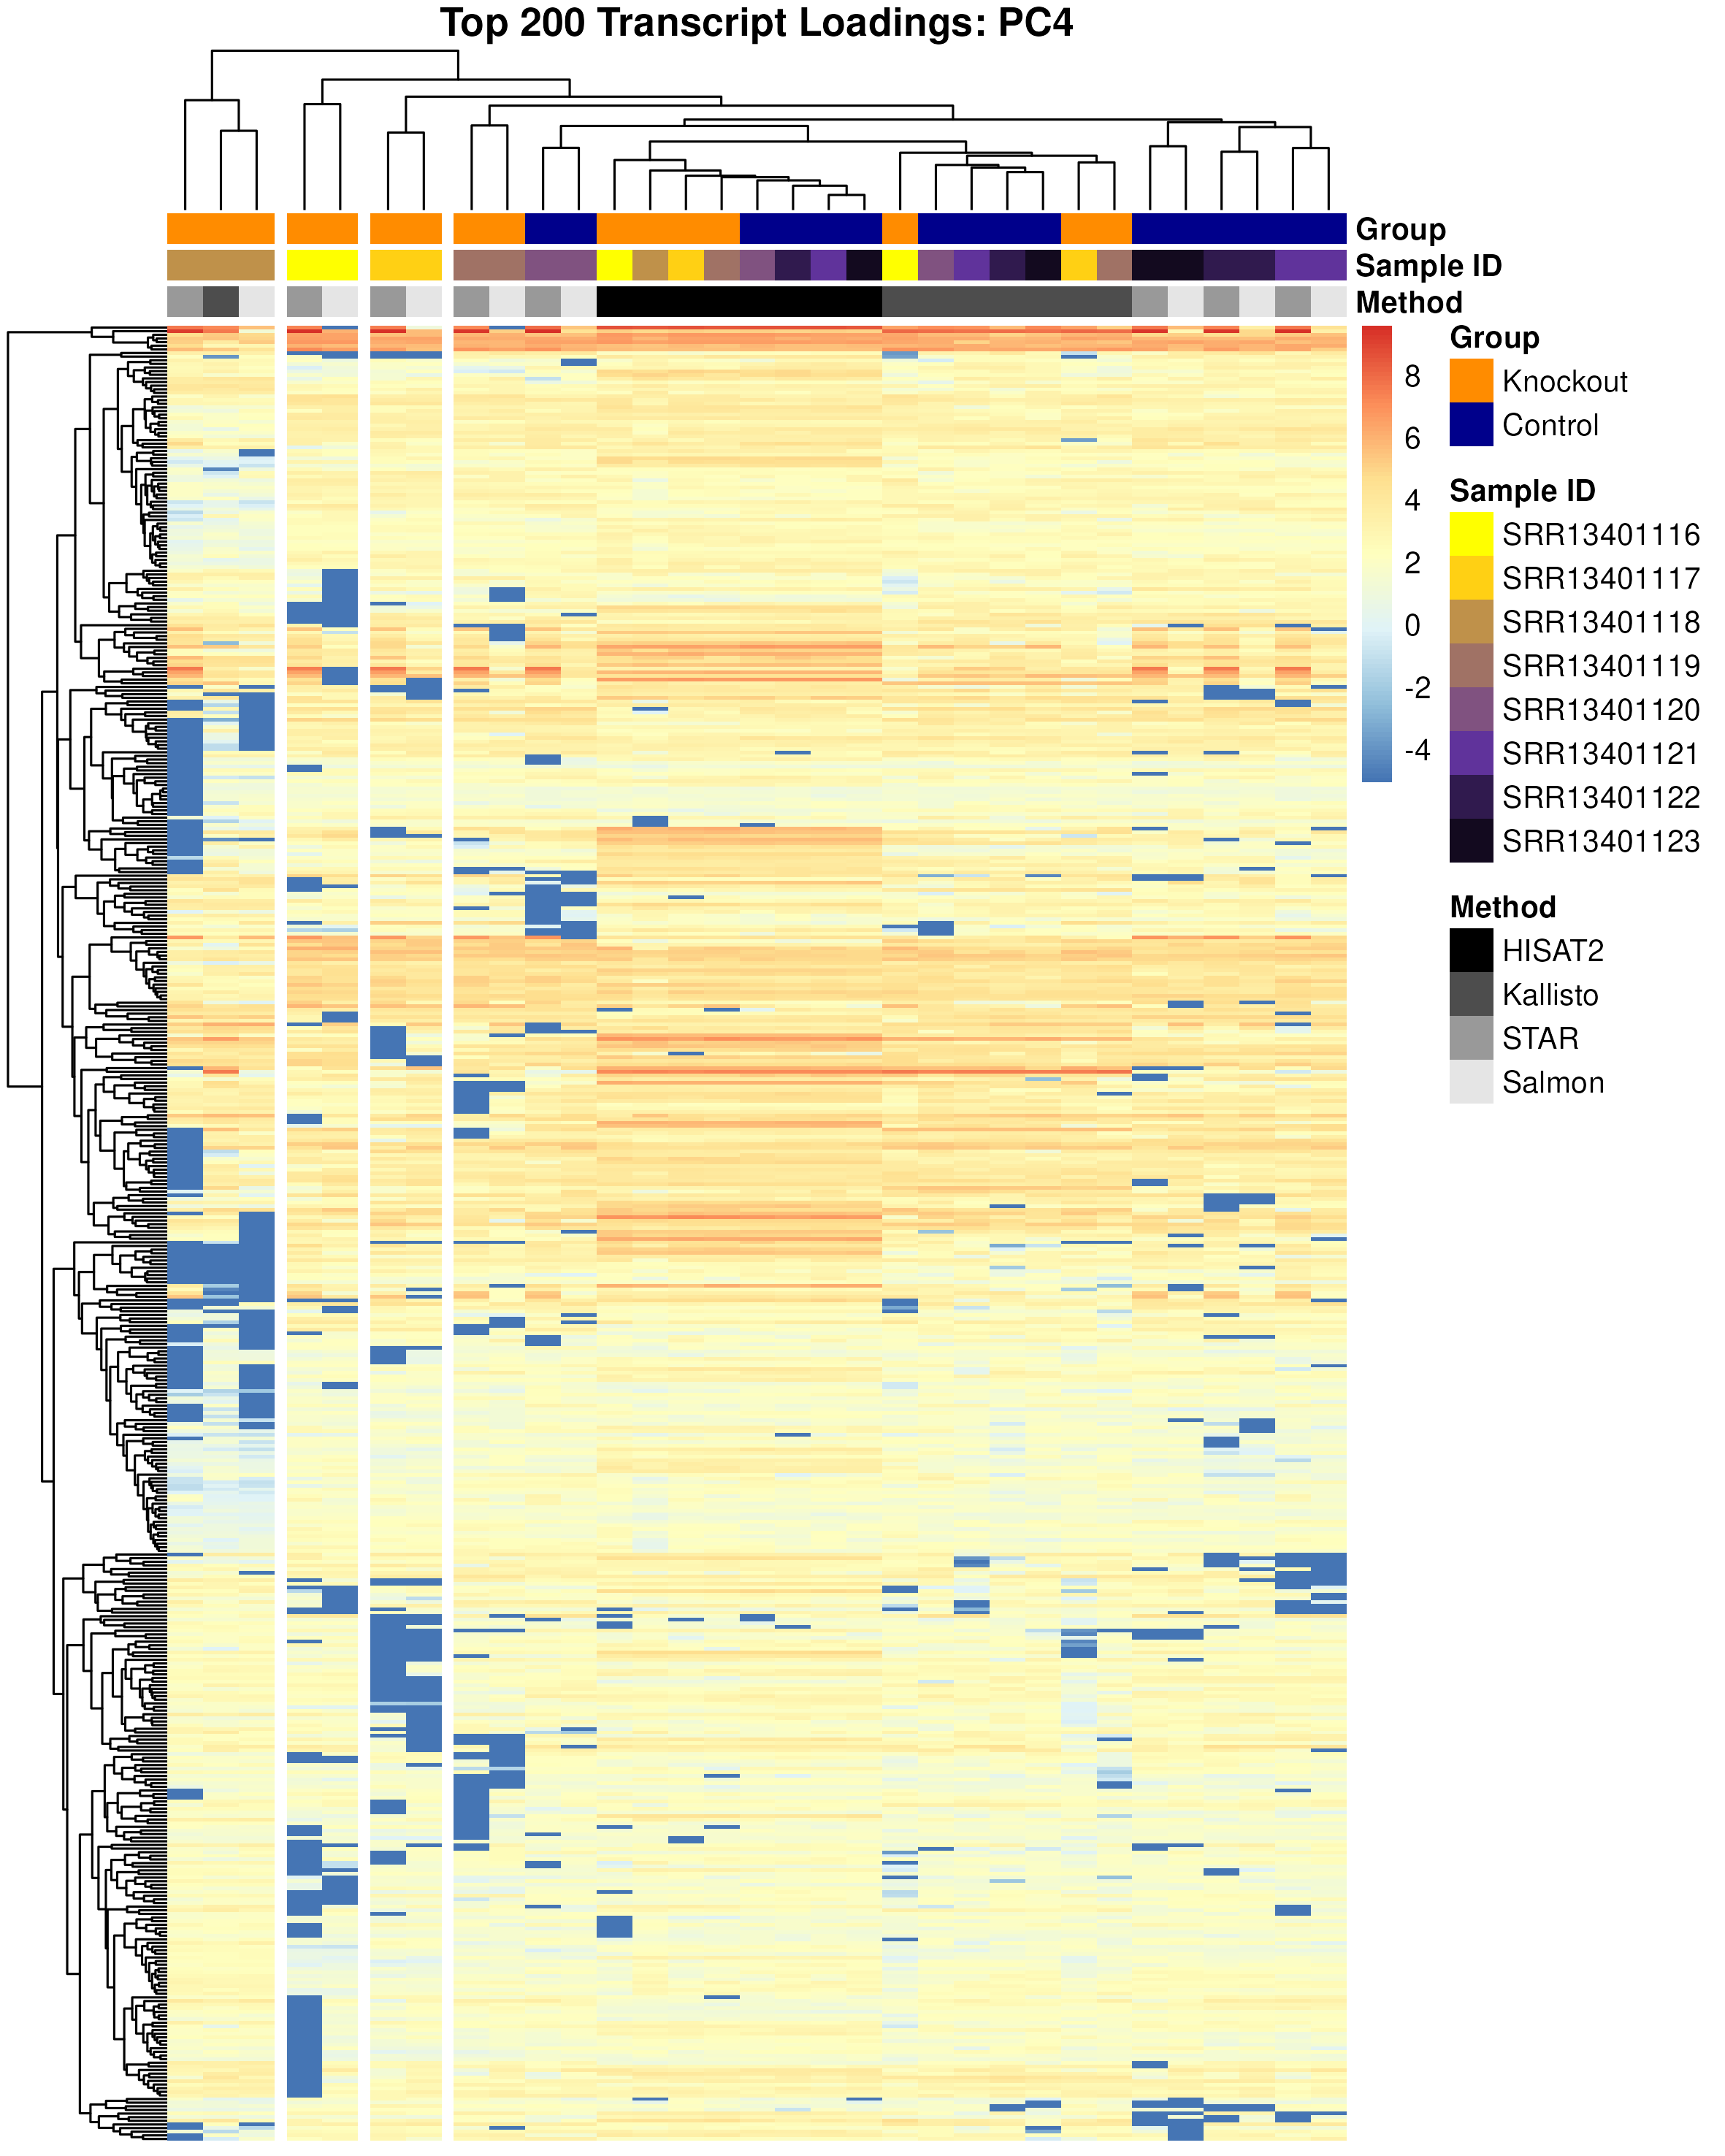 Top 200 Transcript Loadings: PC4
Group
Sample ID
Method
8
6
4
2
0
-2
-4
Group
Knockout
Control
Sample ID
SRR13401116
SRR13401117
SRR13401118
SRR13401119
SRR13401120
SRR13401121
SRR13401122
SRR13401123
Method
HISAT2
Kallisto
STAR
Salmon